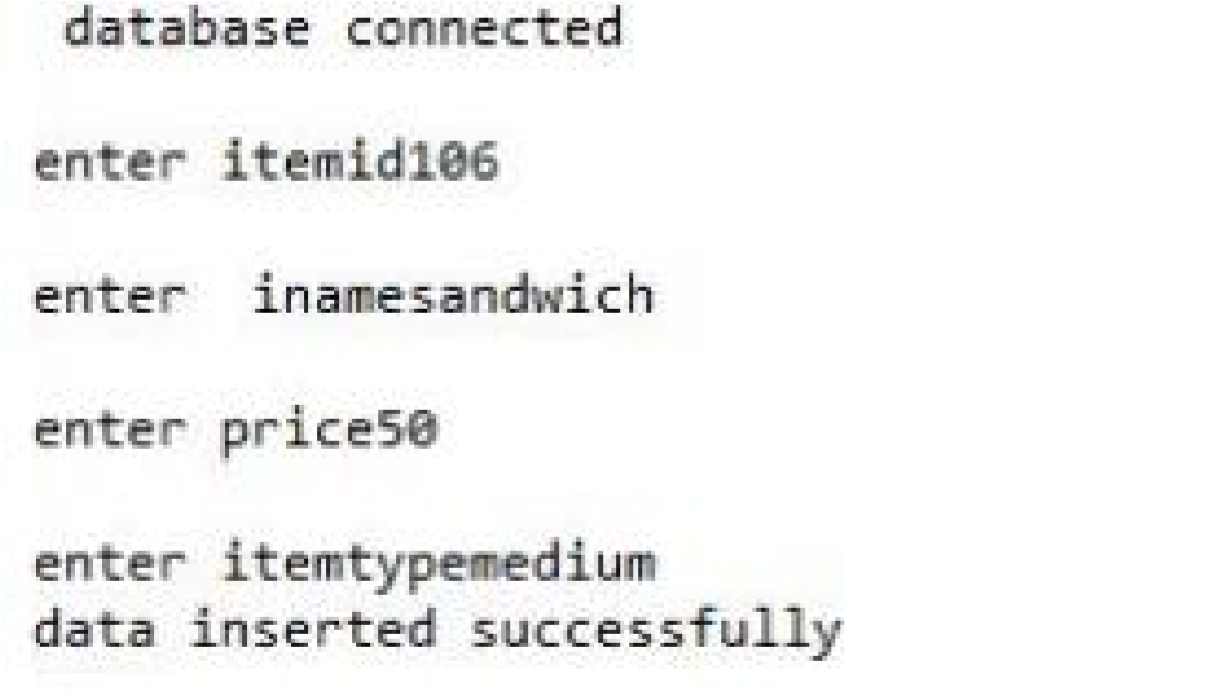 database connected
enter itemid106
enter  inamesandwich
enter price50
enter itemtypemedium
data inserted successfully